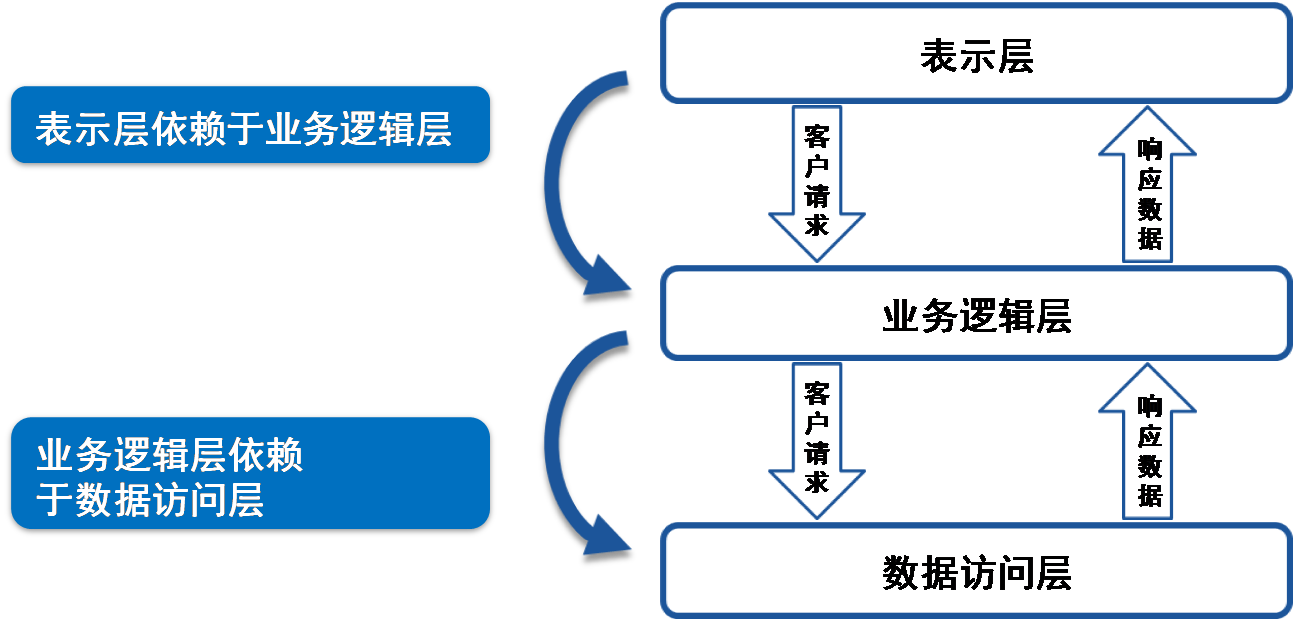 表示层
表示层依赖于业务逻辑层
客户请求
响应数据
业务逻辑层
客户请求
响应数据
业务逻辑层依赖
于数据访问层
数据访问层